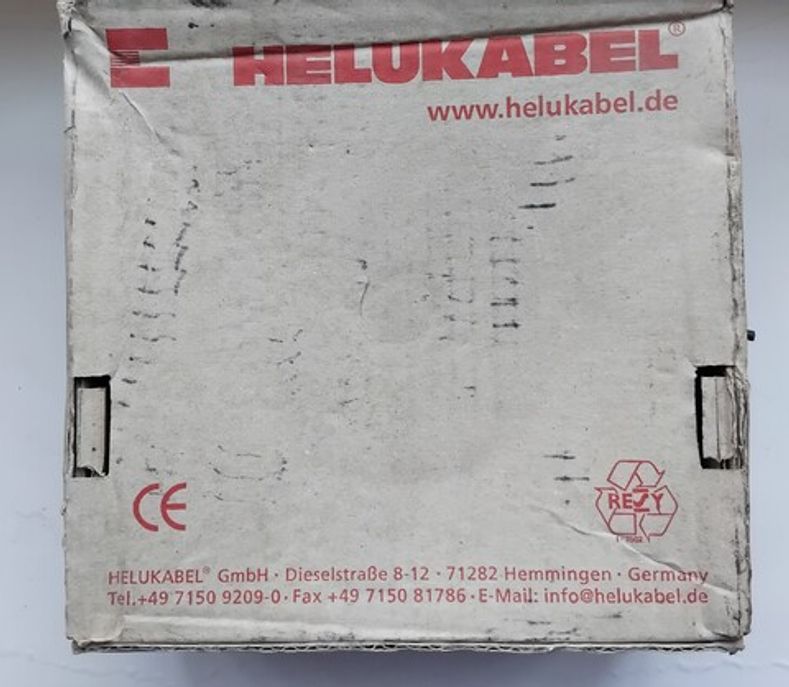 HELUKABEL®
www.helukabel.de
CE
RESY
HELUKABEL® GmbH · Dieselstraße 8-12 · 71282 Hemmingen · Germany
Tel.+49 7150 9209-0 · Fax +49 7150 81786 · E-Mail: info@helukabel.de